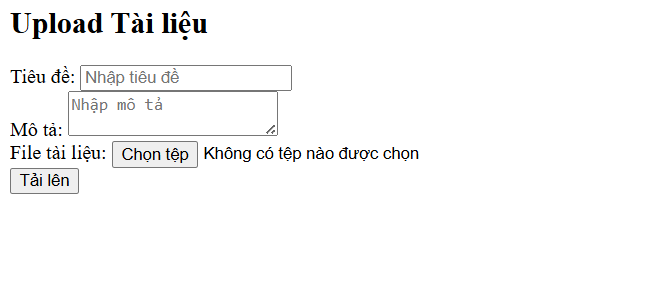 Upload Tài liệu
Tiêu đề: Nhập tiêu đề
Mô tả: Nhập mô tả
File tài liệu: Chọn tệp Không có tệp nào được chọn
Tải lên